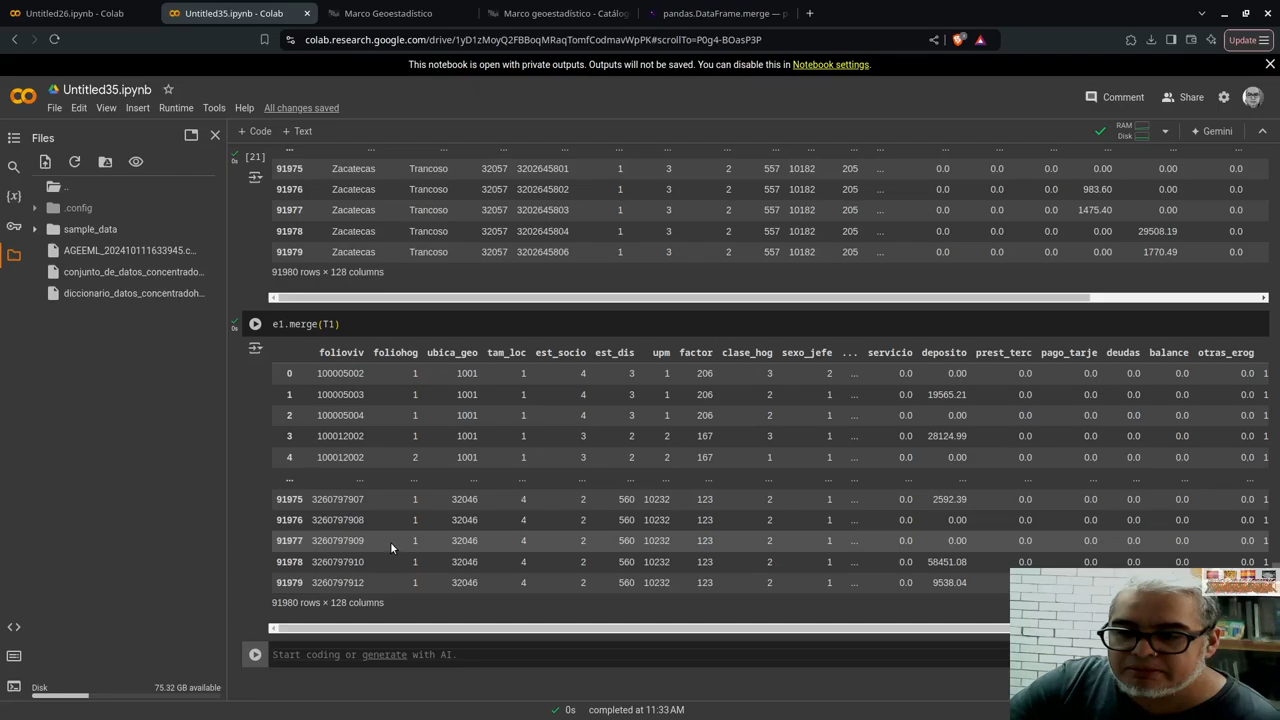 Untitled26.ipynb - Colab
Untitled35.ipynb - Colab
Marco Geoestadístico
Marco geoestadístico - Catálog
pandas.DataFrame.merge — p
colab.research.google.com/drive/1yD1zMoyQ2FBBoqMRaqTomfCodmavWpPK#scrollTo=P0g4-BOasP3P
Update
This notebook is open with private outputs. Outputs will not be saved. You can disable this in Notebook settings.
Untitled35.ipynb
File Edit View Insert Runtime Tools Help All changes saved
Comment Share
Files
+ Code + Text
RAM Disk
Gemini
..
.config
sample_data
AGEEML_202410111633945.c...
conjunto_de_datos_concentrado...
diccionario_datos_concentradoh...
0s [21]
... ... ... ... ... ... ... ... ... ... ... ... ... ... ... ... ...
91975 Zacatecas Trancoso 32057 3202645801 1 3 2 557 10182 205 ... 0.0 0.0 0.0 0.00 0.00 0.0
91976 Zacatecas Trancoso 32057 3202645802 1 3 2 557 10182 205 ... 0.0 0.0 0.0 983.60 0.00 0.0
91977 Zacatecas Trancoso 32057 3202645803 1 3 2 557 10182 205 ... 0.0 0.0 0.0 1475.40 0.00 0.0
91978 Zacatecas Trancoso 32057 3202645804 1 3 2 557 10182 205 ... 0.0 0.0 0.0 0.00 29508.19 0.0
91979 Zacatecas Trancoso 32057 3202645806 1 3 2 557 10182 205 ... 0.0 0.0 0.0 0.00 1770.49 0.0
91980 rows × 128 columns
0s e1.merge(T1)
folioviv foliohog ubica_geo tam_loc est_socio est_dis upm factor clase_hog sexo_jefe ... servicio deposito prest_terc pago_tarje deudas balance otras_erog
0 100005002 1 1001 1 4 3 1 206 3 2 ... 0.0 0.00 0.0 0.0 0.0 0.0 0.0 1
1 100005003 1 1001 1 4 3 1 206 2 1 ... 0.0 19565.21 0.0 0.0 0.0 0.0 0.0 1
2 100005004 1 1001 1 4 3 1 206 2 1 ... 0.0 0.00 0.0 0.0 0.0 0.0 0.0 1
3 100012002 1 1001 1 3 2 2 167 3 1 ... 0.0 28124.99 0.0 0.0 0.0 0.0 0.0 1
4 100012002 2 1001 1 3 2 2 167 1 1 ... 0.0 0.00 0.0 0.0 0.0 0.0 0.0 1
... ... ... ... ... ... ... ... ... ... ... ... ... ... ... ... ... ... ...
91975 3260797907 1 32046 4 2 560 10232 123 2 1 ... 0.0 2592.39 0.0 0.0 0.0 0.0 0.0 1
91976 3260797908 1 32046 4 2 560 10232 123 2 1 ... 0.0 0.00 0.0 0.0 0.0 0.0 0.0 1
91977 3260797909 1 32046 4 2 560 10232 123 2 1 ... 0.0 0.00 0.0 0.0 0.0 0.0 0.0 1
91978 3260797910 1 32046 4 2 560 10232 123 2 1 ... 0.0 58451.08 0.0
91979 3260797912 1 32046 4 2 560 10232 123 2 1 ... 0.0 9538.04
91980 rows × 128 columns
Start coding or generate with AI.
Disk 75.32 GB available
0s completed at 11:33 AM